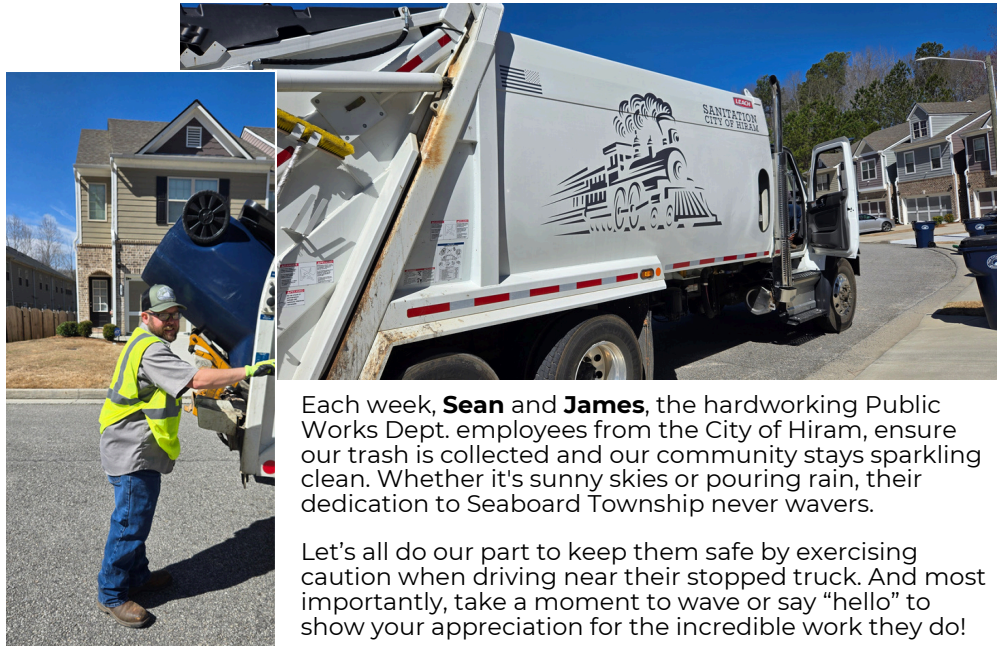 LEACH
SANITATION
CITY OF HIRAM
Each week, Sean and James, the hardworking Public
Works Dept. employees from the City of Hiram, ensure
our trash is collected and our community stays sparkling
clean. Whether it's sunny skies or pouring rain, their
dedication to Seaboard Township never wavers.
Let’s all do our part to keep them safe by exercising
caution when driving near their stopped truck. And most
importantly, take a moment to wave or say “hello” to
show your appreciation for the incredible work they do!